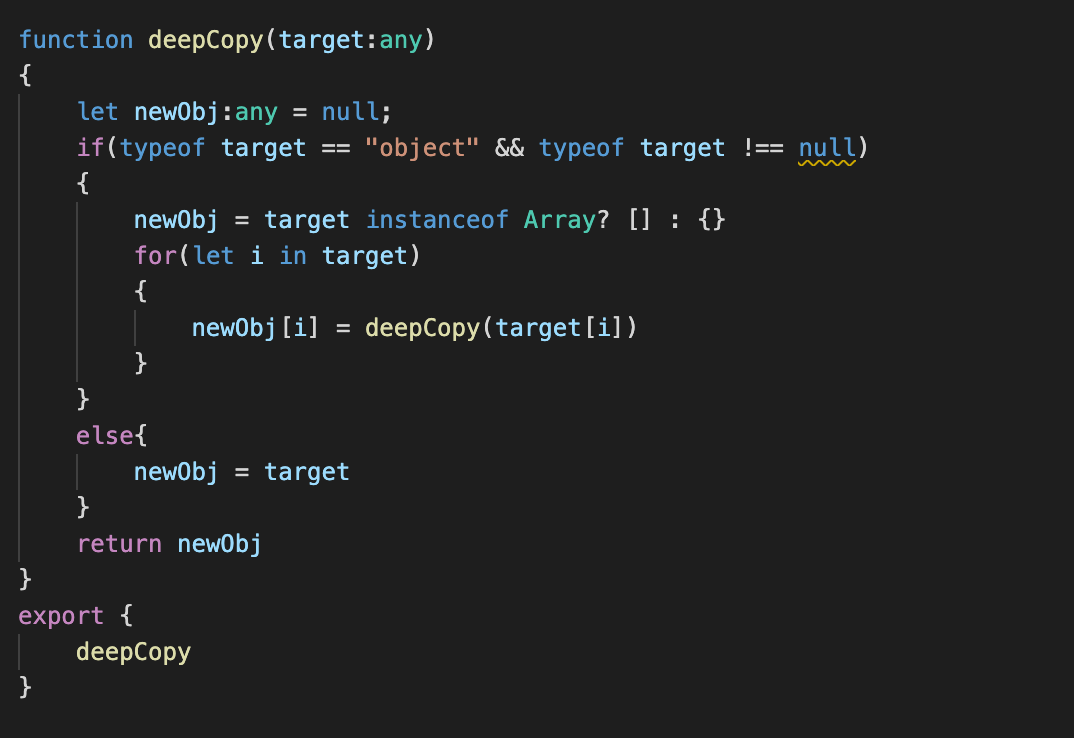 function deepCopy(target:any)
{
    let newObj:any = null;
    if(typeof target == "object" && typeof target !== null)
    {
        newObj = target instanceof Array? [] : {}
        for(let i in target)
        {
            newObj[i] = deepCopy(target[i])
        }
    }
    else{
        newObj = target
    }
    return newObj
}
export {
    deepCopy
}